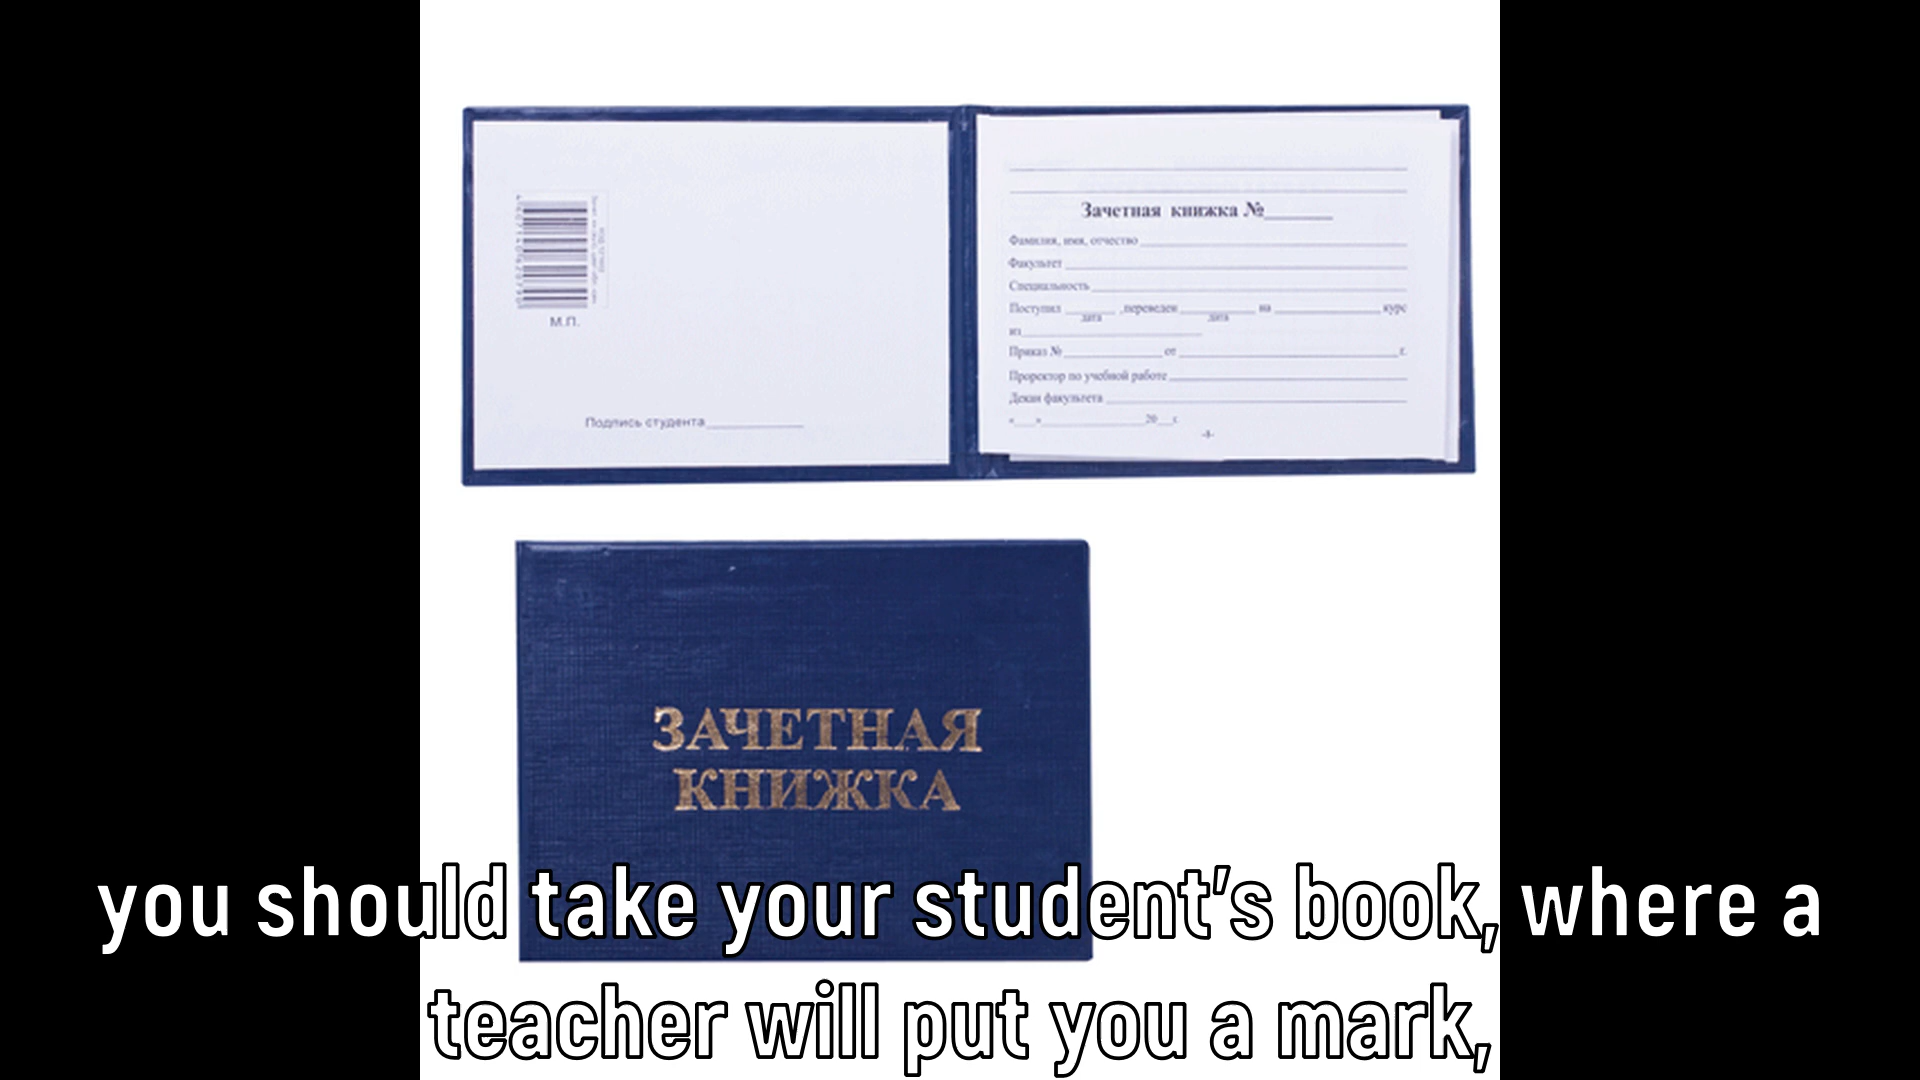 Зачетная книжка №
Фамилия, имя, отчество
Факультет
Специальность
Поступил , переведен на курс
дата дата
из
Приказ № от г.
Проректор по учебной работе
Декан факультета
« » 20 г.
-1-
М.П.
Подпись студента
ЗАЧЕТНАЯ
КНИЖКА
you should take your student's book, where a
teacher will put you a mark,